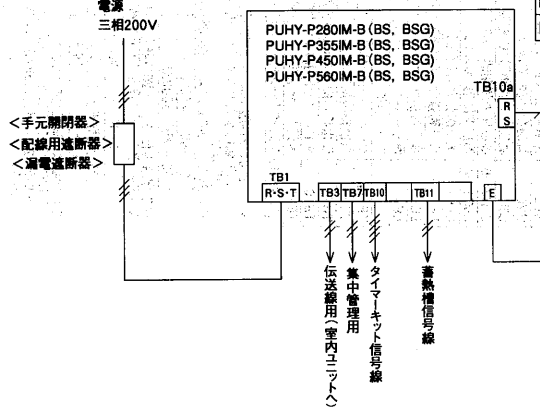 電源
三相200V
PUHY-P280IM-B(BS, BSG)
PUHY-P355IM-B(BS, BSG)
PUHY-P450IM-B(BS, BSG)
PUHY-P560IM-B(BS, BSG)
TB10a
R
S
<手元開閉器>
<配線用遮断器>
<漏電遮断器>
TB1
R・S・T
TB3
TB7
TB10
TB11
E
伝送線用(室内ユニットへ)
集中管理用
タイマーキット信号線
蓄熱槽信号線